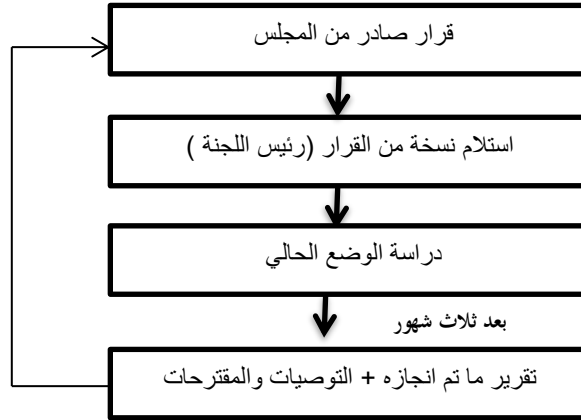 قرار صادر من المجلس
استلام نسخة من القرار (رئيس اللجنة )
دراسة الوضع الحالي
بعد ثلاث شهور
تقرير ما تم انجازه + التوصيات والمقترحات